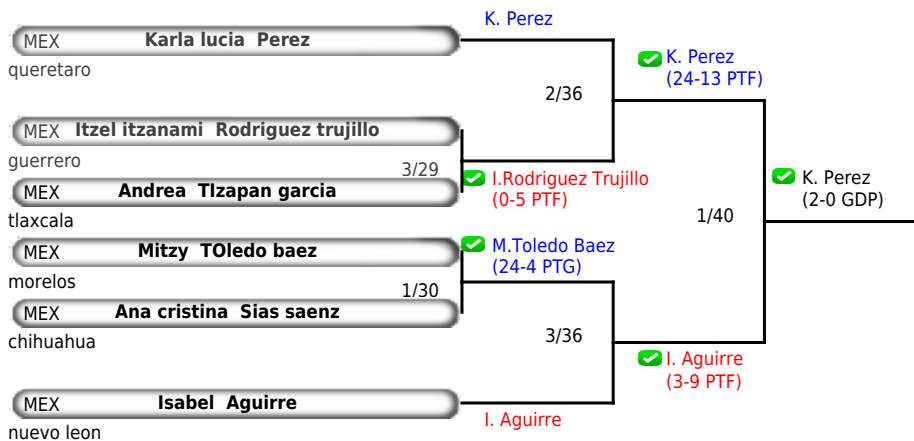 K. Perez
MEX Karla lucia Perez
queretaro
K. Perez
(24-13 PTF)
2/36
MEX Itzel itzanami Rodriguez trujillo
guerrero
3/29
I.Rodriguez Trujillo
(0-5 PTF)
MEX Andrea Tlzapan garcia
tlaxcala
K. Perez
(2-0 GDP)
1/40
MEX Mitzy TOledo baez
morelos
M.Toledo Baez
(24-4 PTG)
1/30
MEX Ana cristina Sias saenz
chihuahua
3/36
I. Aguirre
(3-9 PTF)
MEX Isabel Aguirre
nuevo leon
I. Aguirre